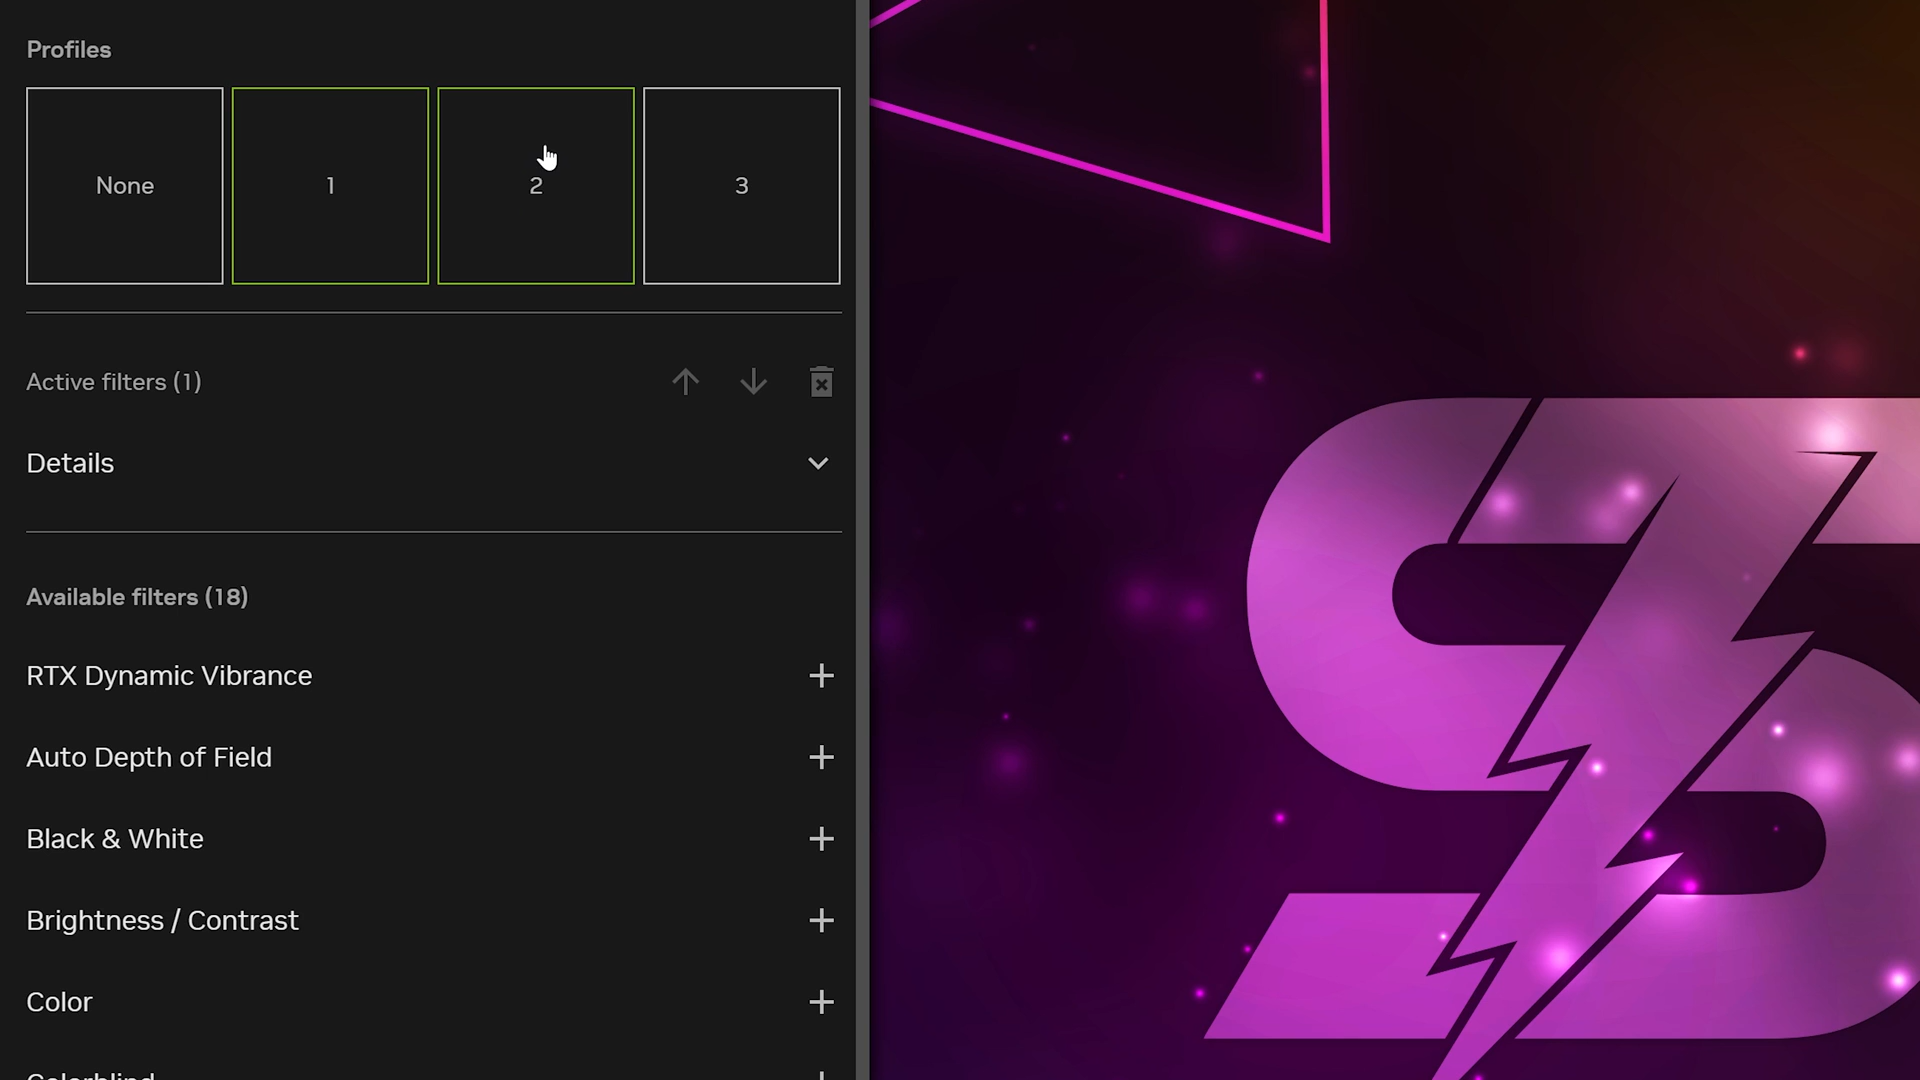 Profiles
None
1
2
3
Active filters (1)
Details
Available filters (18)
RTX Dynamic Vibrance
Auto Depth of Field
Black & White
Brightness / Contrast
Color
Colorblind